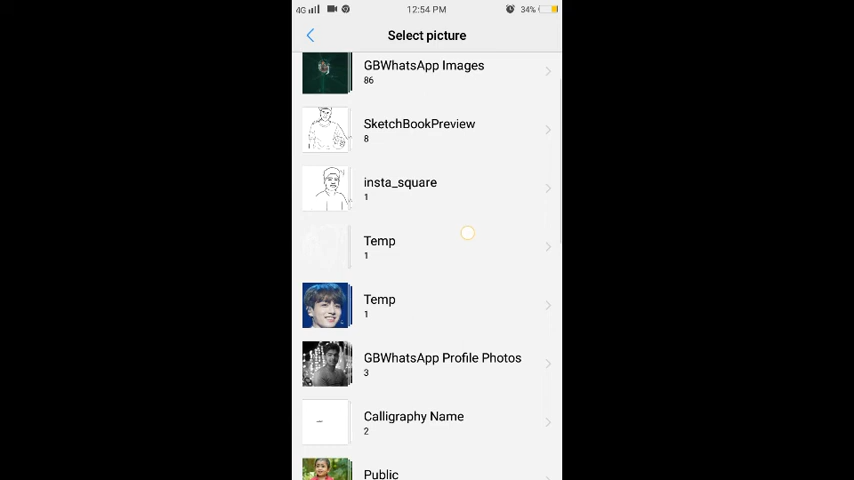 4G 12:54 PM 34%
Select picture
GBWhatsApp Images
86
SketchBookPreview
8
insta_square
1
Temp
1
Temp
1
GBWhatsApp Profile Photos
3
Calligraphy Name
2
Public